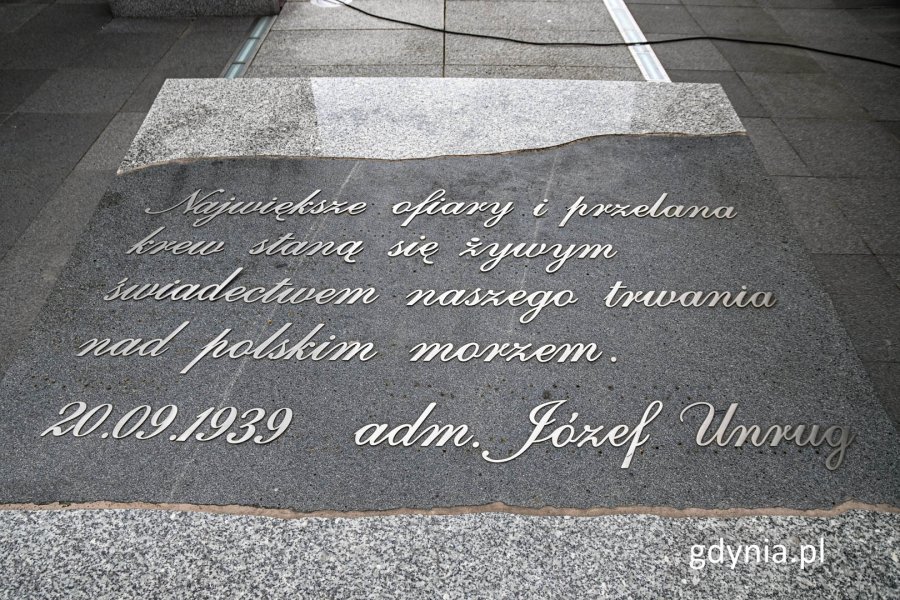 Największe ofiary i przelana
krew staną się żywym
świadectwem naszego trwania
nad polskim morzem.
20.09.1939 adm. Józef Unrug
gdynia.pl